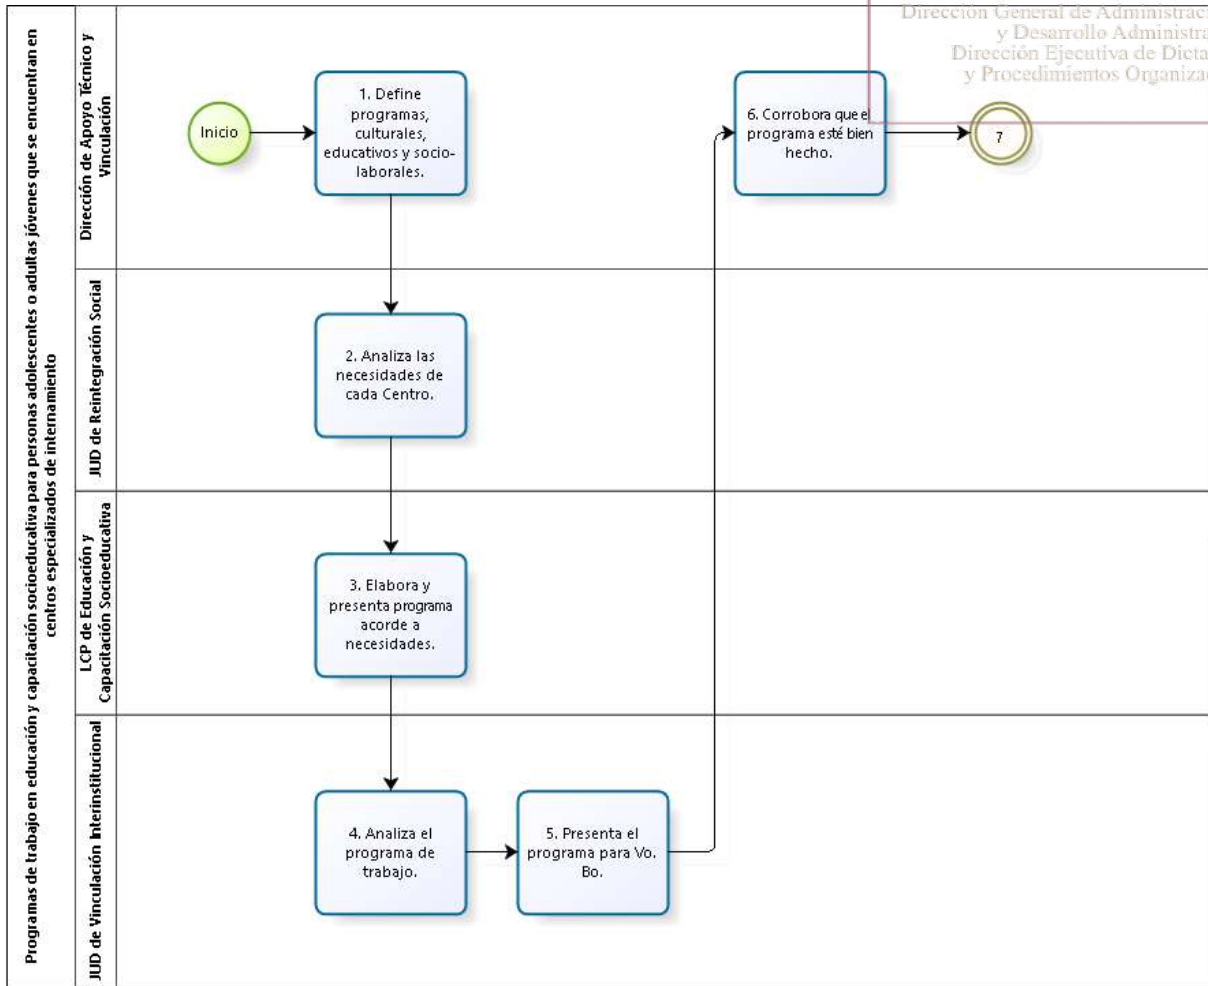 Dirección General de Administrac
y Desarrollo Administra
Dirección Ejecutiva de Dicta
y Procedimientos Organiza
Programas de trabajo en educación y capacitación socioeducativa para personas adolescentes o adultas jóvenes que se encuentran en
centros especializados de internamiento
Dirección de Apoyo Técnico y
Vinculación
Inicio
1. Define
programas,
culturales,
educativos y socio-
laborales.
6. Corrobora que el
programa esté bien
hecho.
7
JUD de Reintegración Social
2. Analiza las
necesidades de
cada Centro.
LCP de Educación y
Capacitación Socioeducativa
3. Elabora y
presenta programa
acorde a
necesidades.
JUD de Vinculación Interinstitucional
4. Analiza el
programa de
trabajo.
5. Presenta el
programa para Vo.
Bo.